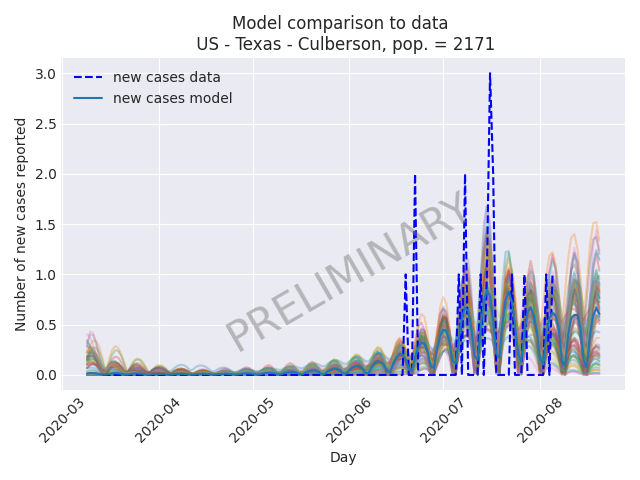 Model comparison to data
US - Texas - Culberson, pop. = 2171
3.0
2.5
2.0
1.5
1.0
0.5
0.0
Number of new cases reported
new cases data
new cases model
PRELIMINARY
2020-03
2020-04
2020-05
2020-06
2020-07
2020-08
Day